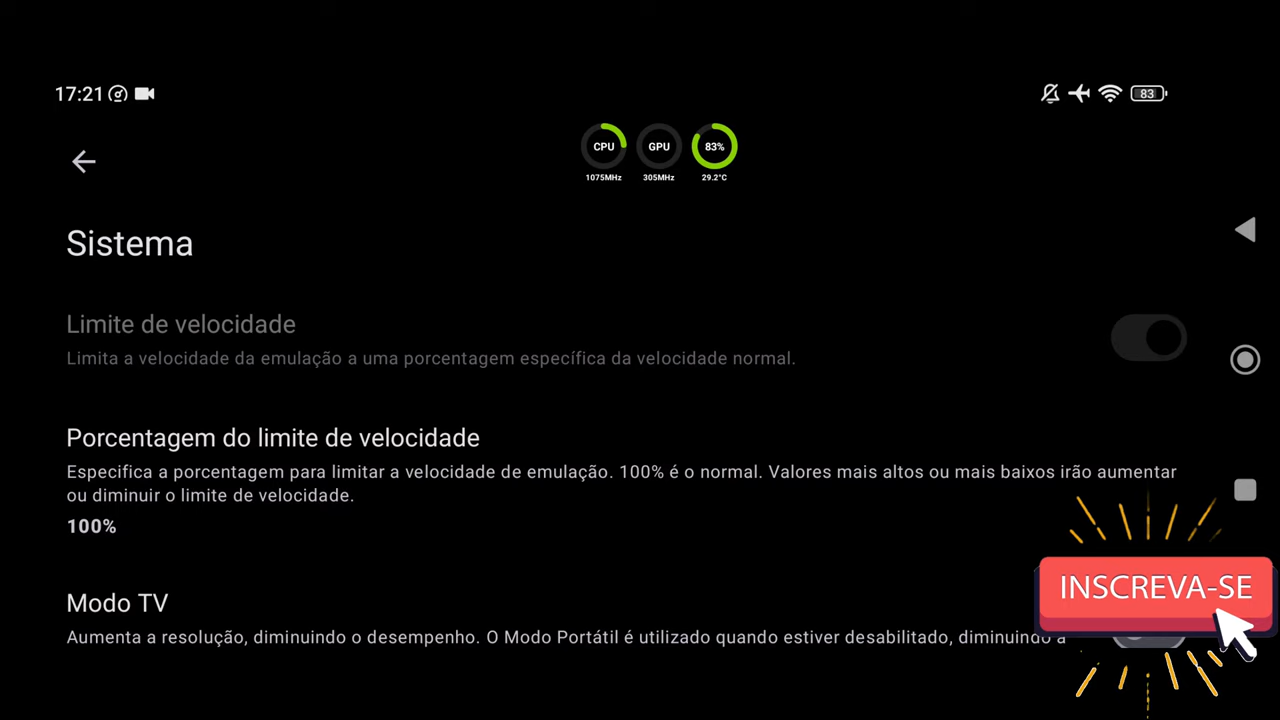 17:21
83
CPU GPU 83%
1075MHz 305MHz 29.2°C
Sistema
Limite de velocidade
Limita a velocidade da emulação a uma porcentagem específica da velocidade normal.
Porcentagem do limite de velocidade
Especifica a porcentagem para limitar a velocidade de emulação. 100% é o normal. Valores mais altos ou mais baixos irão aumentar
ou diminuir o limite de velocidade.
100%
INSCREVA-SE
Modo TV
Aumenta a resolução, diminuindo o desempenho. O Modo Portátil é utilizado quando estiver desabilitado, diminuindo a